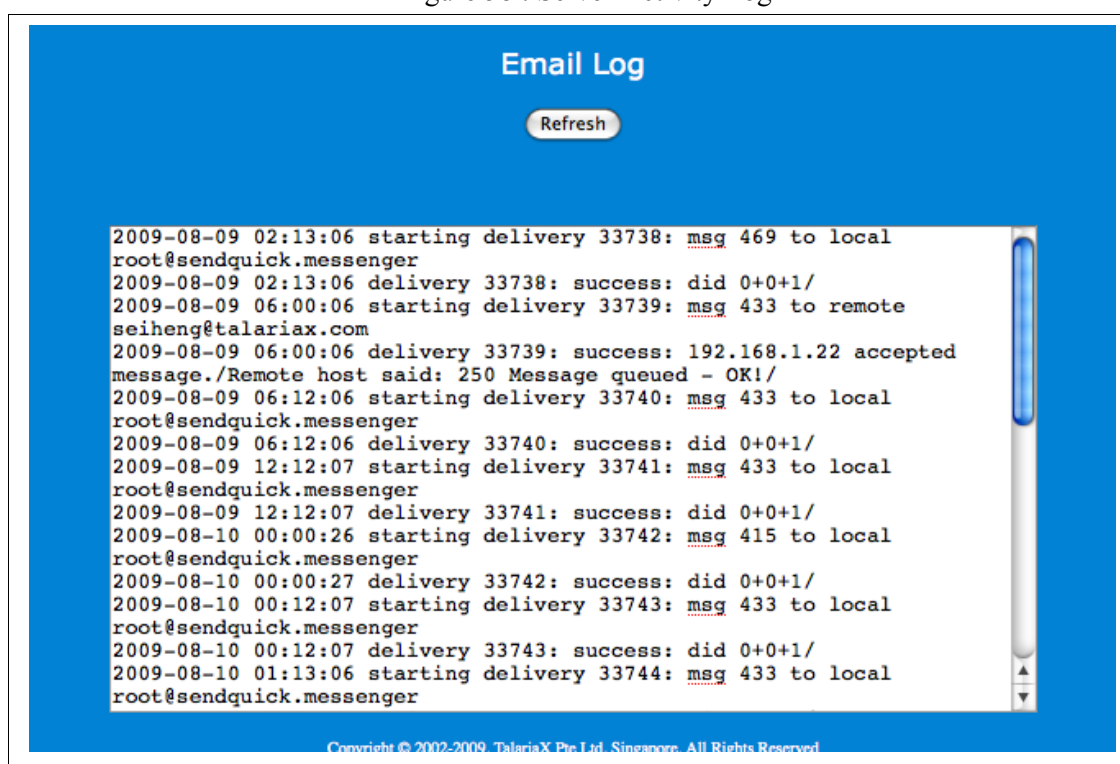 Email Log
Refresh
2009-08-09 02:13:06 starting delivery 33738: msg 469 to local
root@sendquick.messenger
2009-08-09 02:13:06 delivery 33738: success: did 0+0+1/
2009-08-09 06:00:06 starting delivery 33739: msg 433 to remote
seiheng@talariax.com
2009-08-09 06:00:06 delivery 33739: success: 192.168.1.22 accepted
message./Remote host said: 250 Message queued - OK!/
2009-08-09 06:12:06 starting delivery 33740: msg 433 to local
root@sendquick.messenger
2009-08-09 06:12:06 delivery 33740: success: did 0+0+1/
2009-08-09 12:12:07 starting delivery 33741: msg 433 to local
root@sendquick.messenger
2009-08-09 12:12:07 delivery 33741: success: did 0+0+1/
2009-08-10 00:00:26 starting delivery 33742: msg 415 to local
root@sendquick.messenger
2009-08-10 00:00:27 delivery 33742: success: did 0+0+1/
2009-08-10 00:12:07 starting delivery 33743: msg 433 to local
root@sendquick.messenger
2009-08-10 00:12:07 delivery 33743: success: did 0+0+1/
2009-08-10 01:13:06 starting delivery 33744: msg 433 to local
root@sendquick.messenger
Copyright © 2002-2009, TalariaX Pte Ltd, Singapore, All Rights Reserved